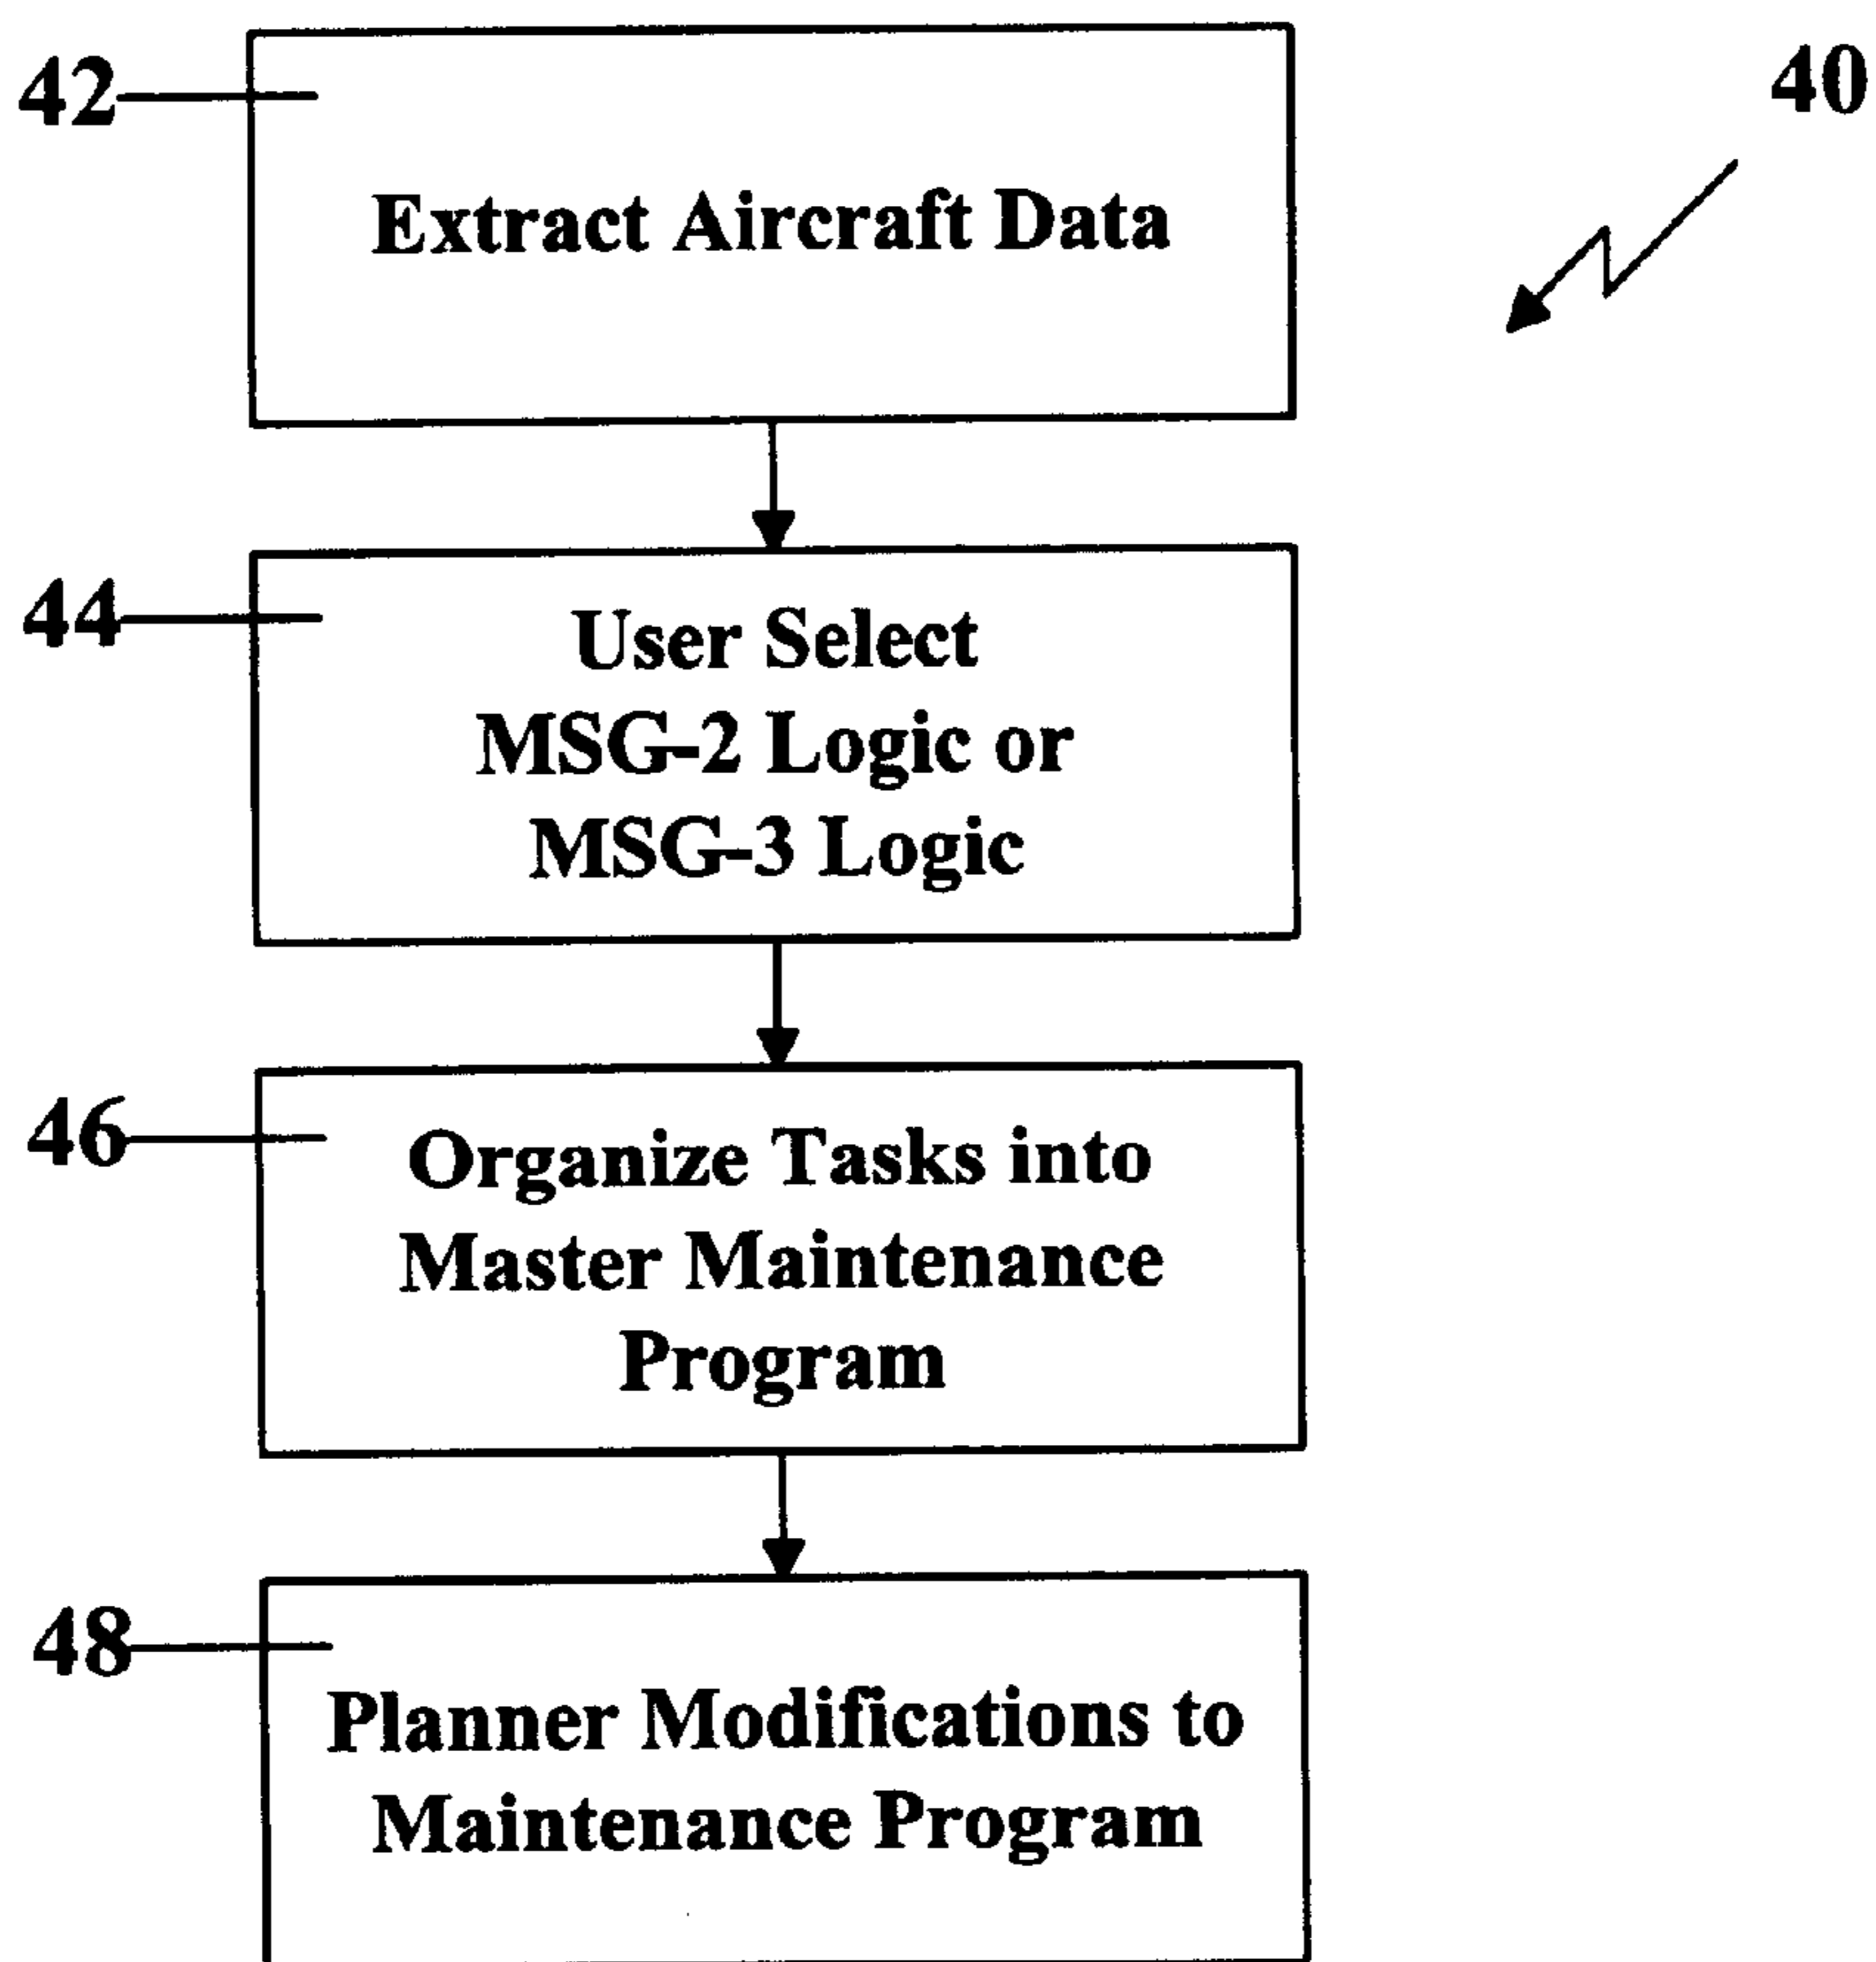 42
40
Extract Aircraft Data
44
User Select
MSG-2 Logic or
MSG-3 Logic
46
Organize Tasks into
Master Maintenance
Program
48
Planner Modifications to
Maintenance Program